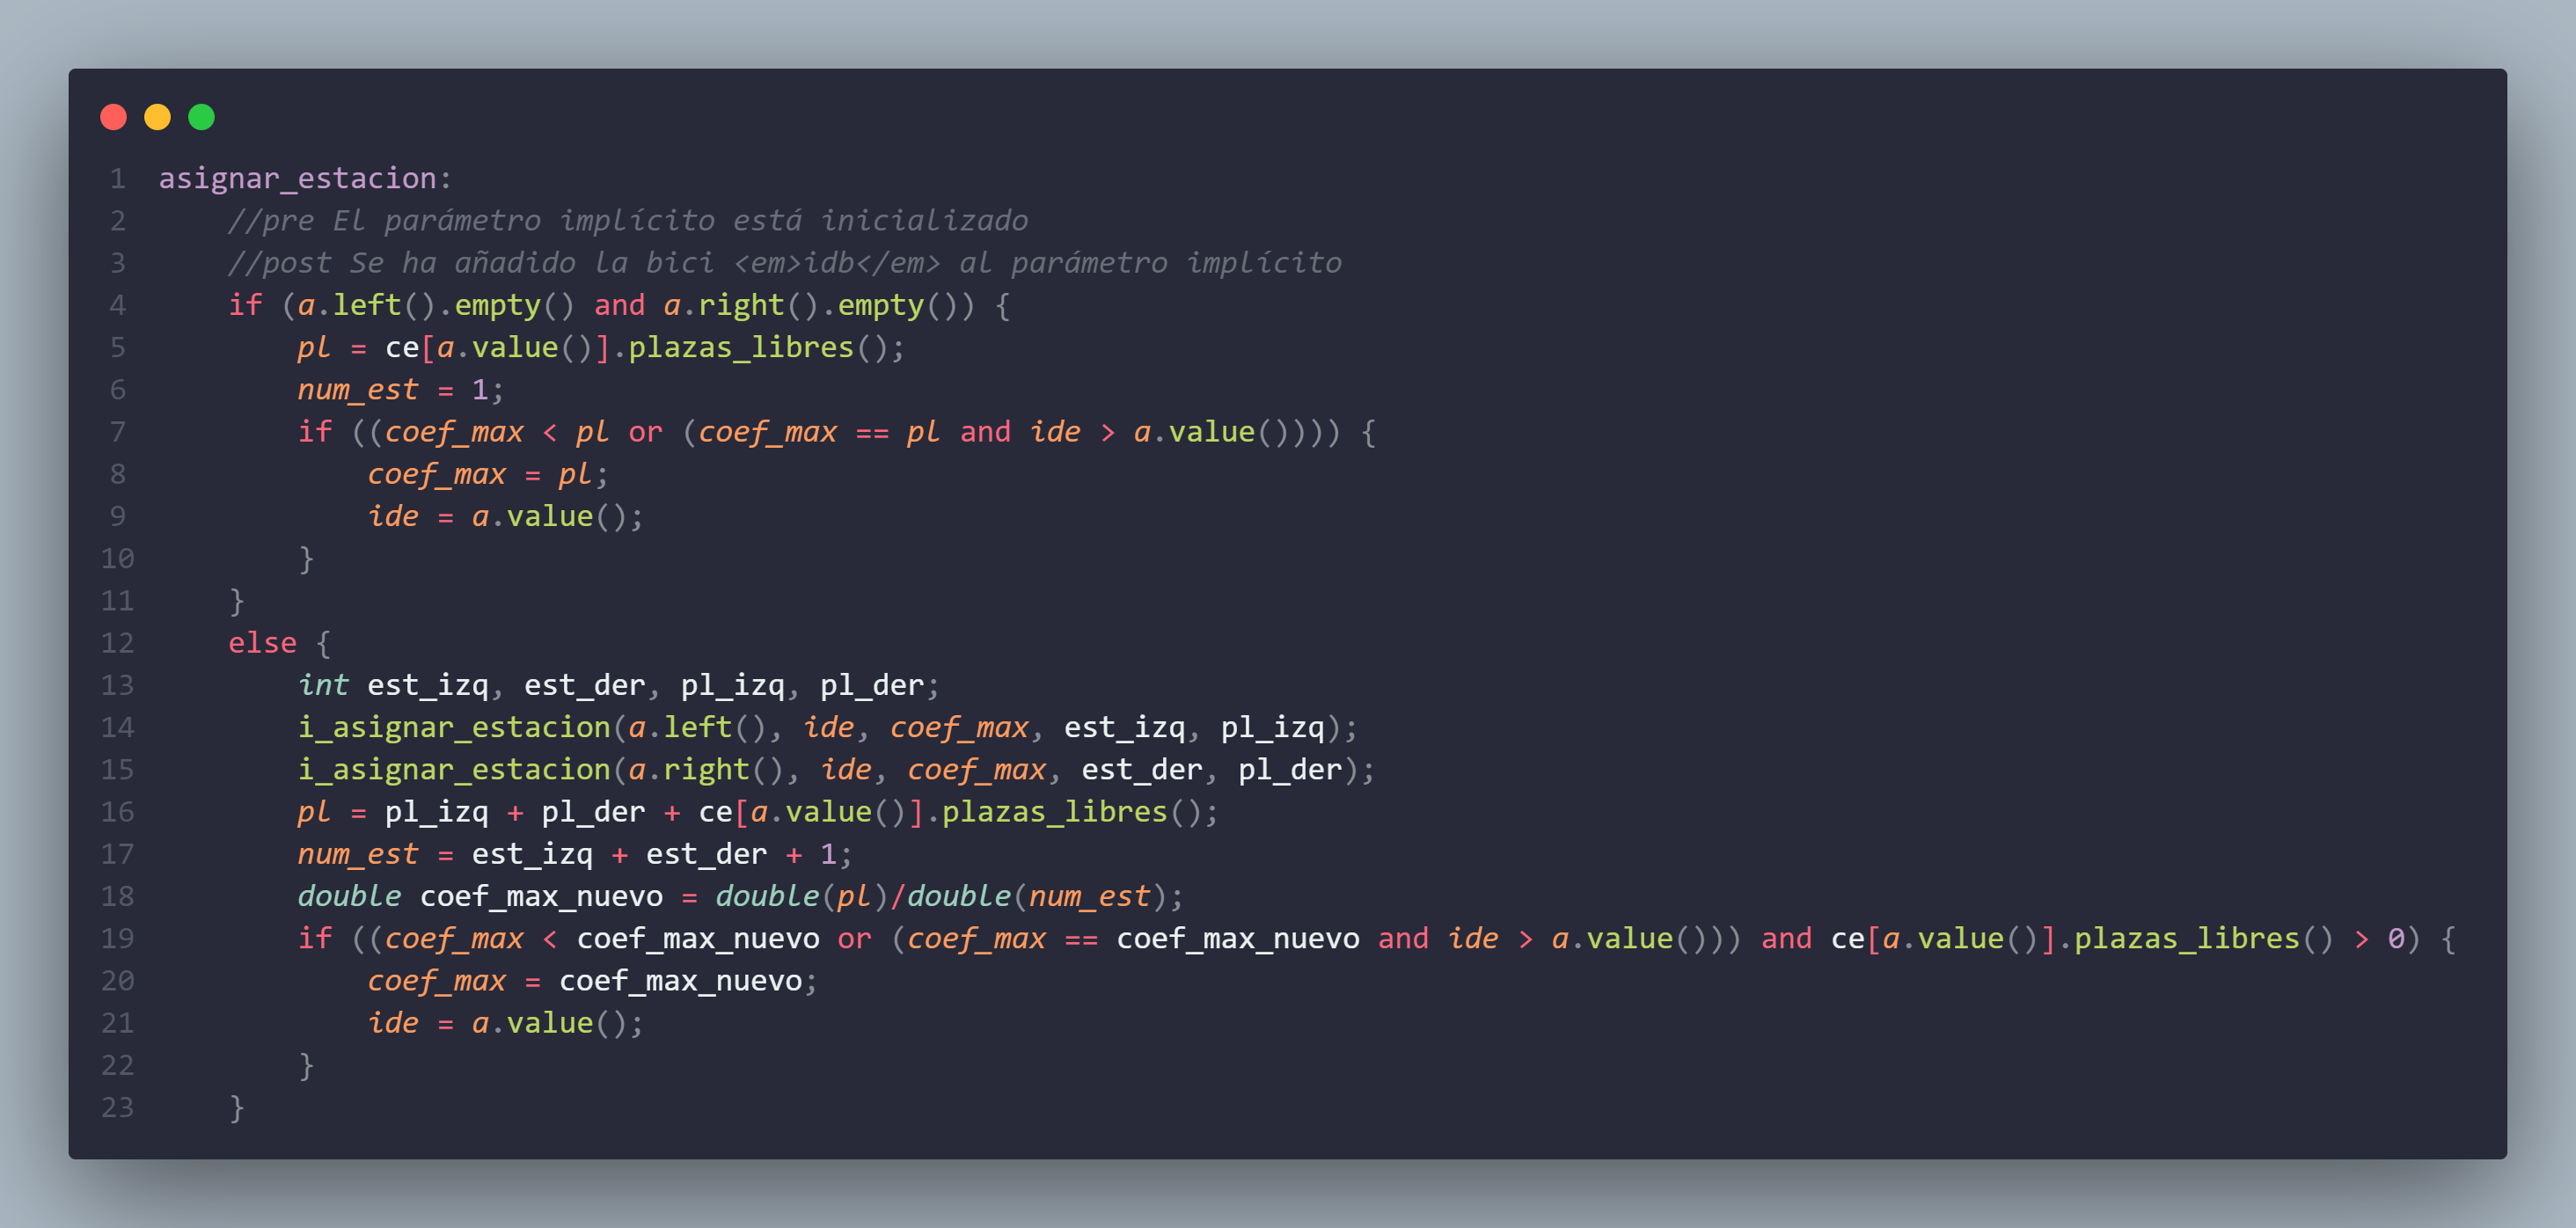 1 asignar_estacion:
2 //pre El parámetro implícito está inicializado
3 //post Se ha añadido la bici <em>idb</em> al parámetro implícito
4 if (a.left().empty() and a.right().empty()) {
5 pl = ce[a.value()].plazas_libres();
6 num_est = 1;
7 if ((coef_max < pl or (coef_max == pl and ide > a.value()))) {
8 coef_max = pl;
9 ide = a.value();
10 }
11 }
12 else {
13 int est_izq, est_der, pl_izq, pl_der;
14 i_asignar_estacion(a.left(), ide, coef_max, est_izq, pl_izq);
15 i_asignar_estacion(a.right(), ide, coef_max, est_der, pl_der);
16 pl = pl_izq + pl_der + ce[a.value()].plazas_libres();
17 num_est = est_izq + est_der + 1;
18 double coef_max_nuevo = double(pl)/double(num_est);
19 if ((coef_max < coef_max_nuevo or (coef_max == coef_max_nuevo and ide > a.value())) and ce[a.value()].plazas_libres() > 0) {
20 coef_max = coef_max_nuevo;
21 ide = a.value();
22 }
23 }